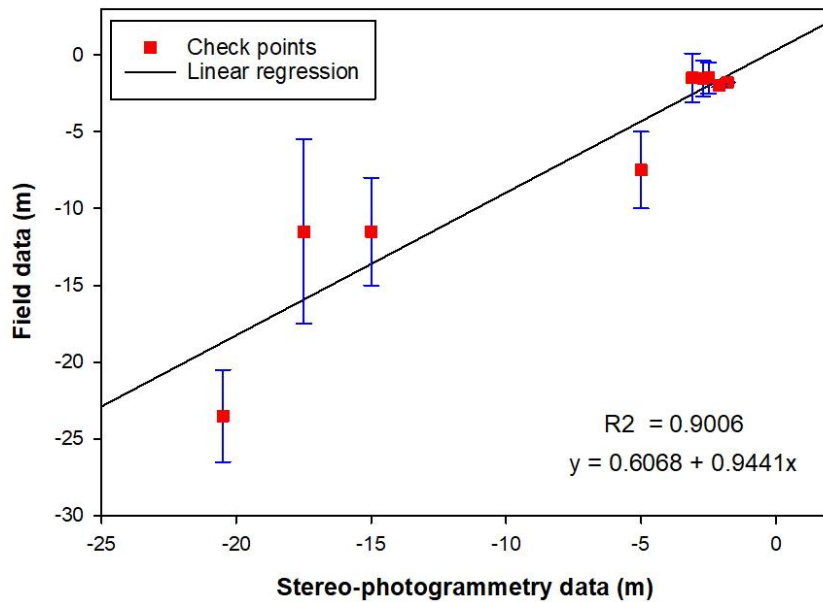 Check points
Linear regression
0
-5
-10
-15
-20
-25
-30
Field data (m)
R2 = 0.9006
y = 0.6068 + 0.9441x
-25 -20 -15 -10 -5 0
Stereo-photogrammetry data (m)